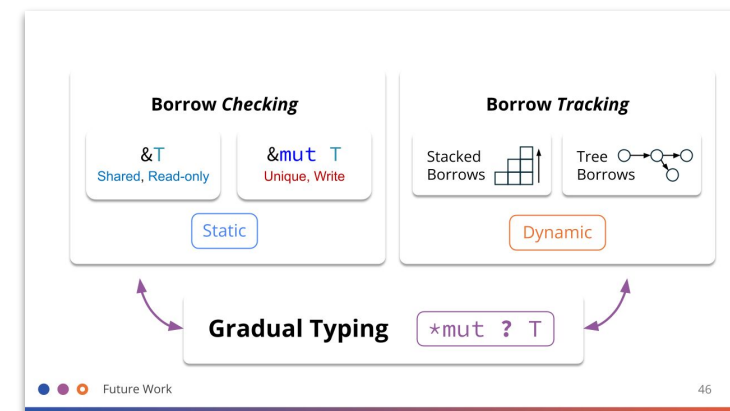 Borrow Checking
&T
Shared, Read-only
&mut T
Unique, Write
Static
Borrow Tracking
Stacked
Borrows
Tree
Borrows
Dynamic
Gradual Typing *mut ? T
Future Work
46